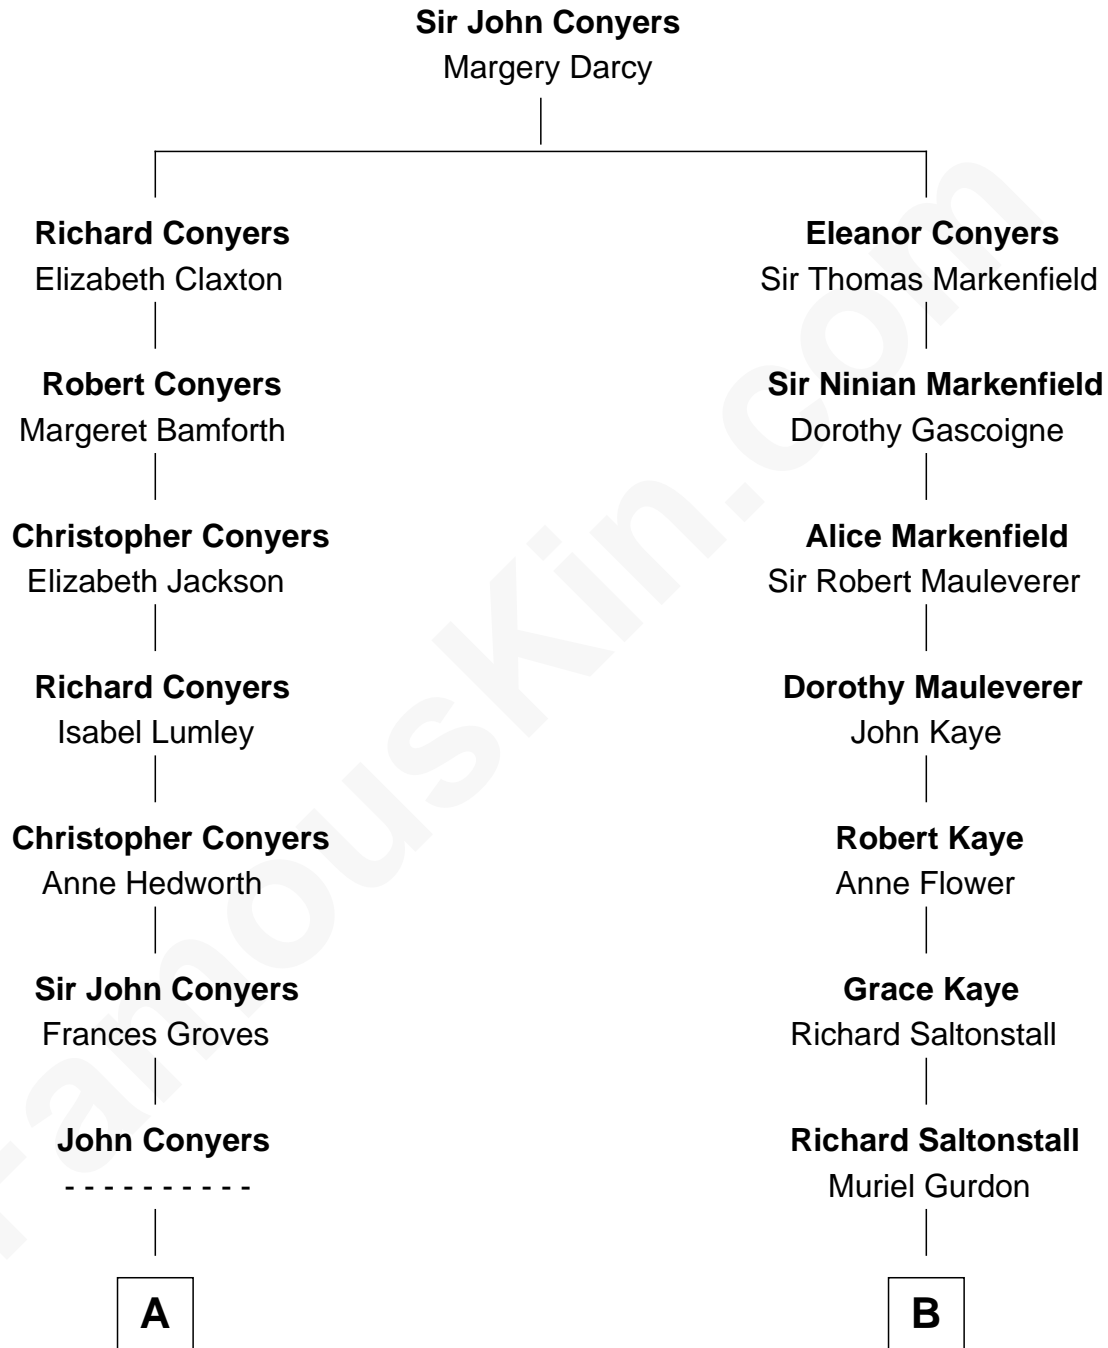 Sir John Conyers
Margery Darcy
Richard Conyers
Elizabeth Claxton
Robert Conyers
Margeret Bamforth
Christopher Conyers
Elizabeth Jackson
Richard Conyers
Isabel Lumley
Christopher Conyers
Anne Hedworth
Sir John Conyers
Frances Groves
John Conyers
- - - - - - - - - -
A
Eleanor Conyers
Sir Thomas Markenfield
Sir Ninian Markenfield
Dorothy Gascoigne
Alice Markenfield
Sir Robert Mauleverer
Dorothy Mauleverer
John Kaye
Robert Kaye
Anne Flower
Grace Kaye
Richard Saltonstall
Richard Saltonstall
Muriel Gurdon
B
FamousKin.com